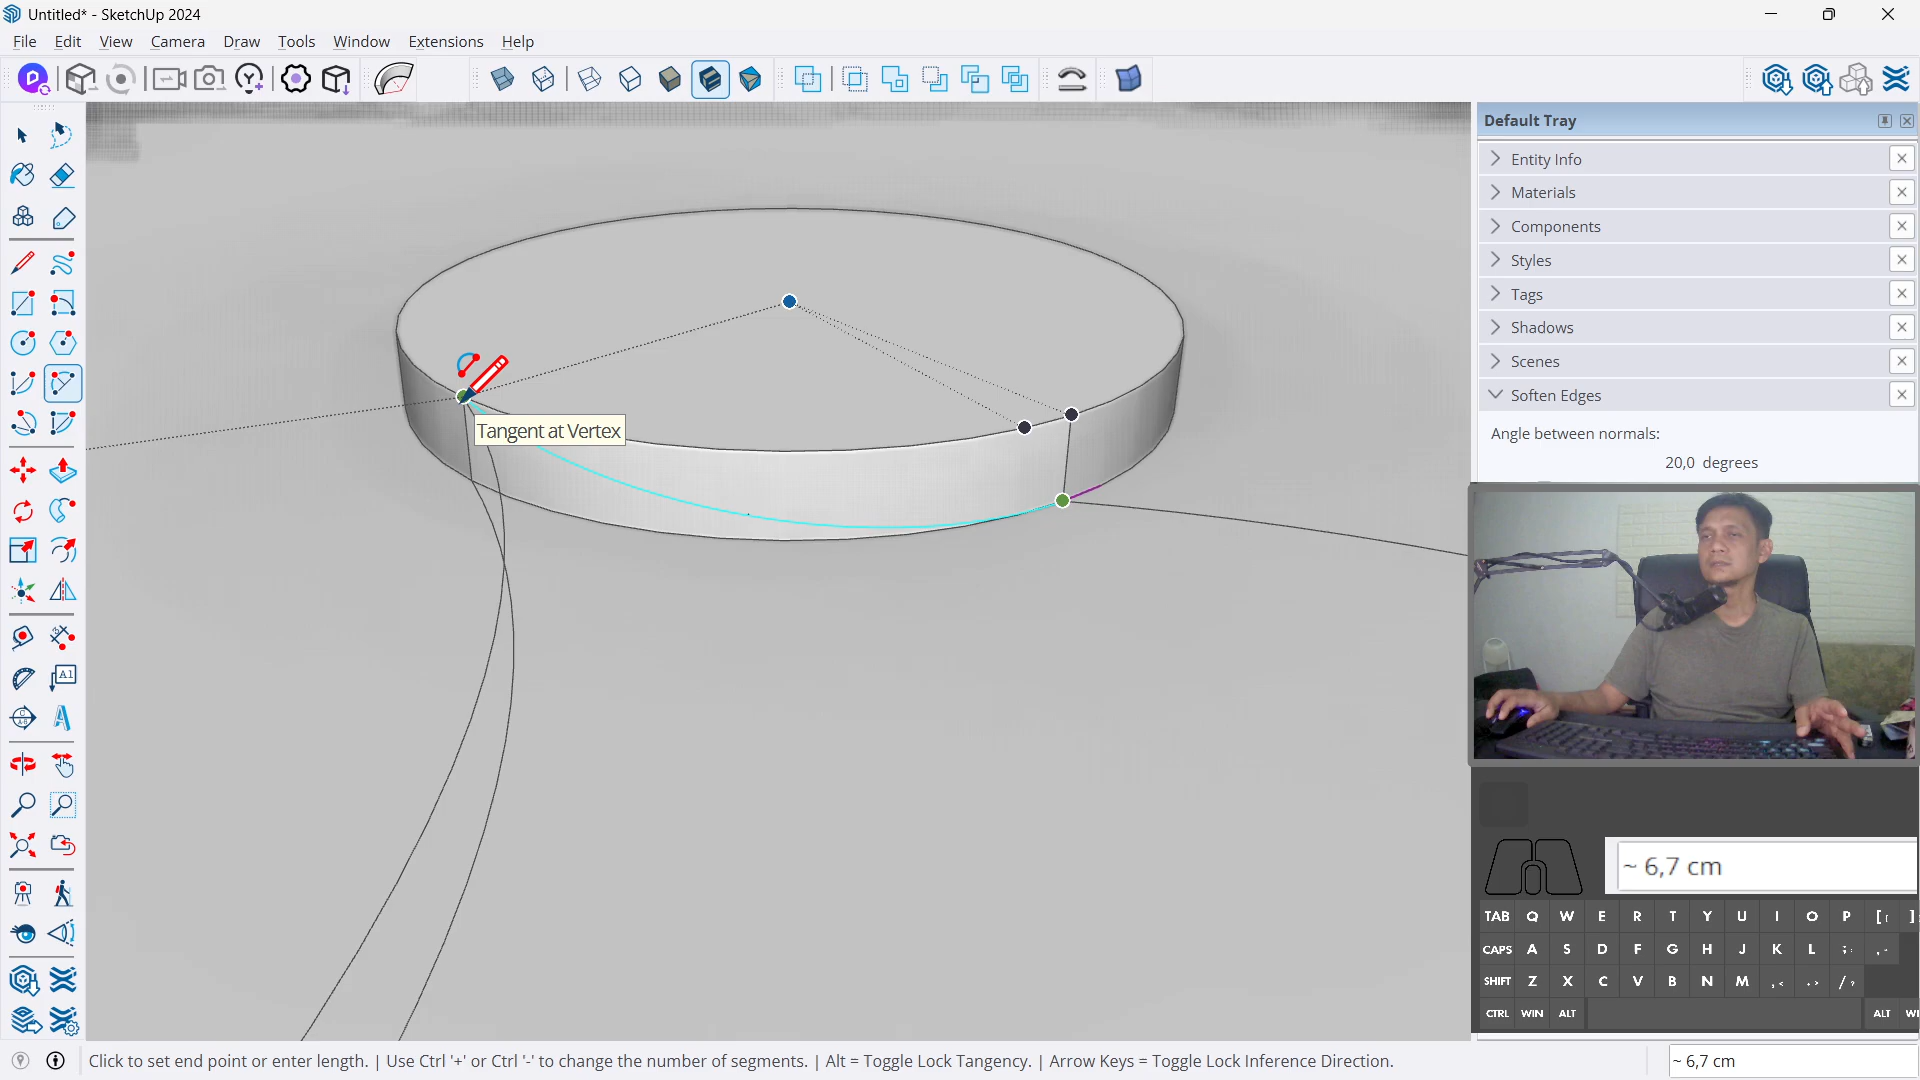 Untitled* - SketchUp 2024
File Edit View Camera Draw Tools Window Extensions Help
Default Tray
Entity Info
Materials
Components
Styles
Tags
Shadows
Scenes
Soften Edges
Angle between normals:
20,0 degrees
Tangent at Vertex
~ 6,7 cm
TAB Q W E R T Y U I O P [
CAPS A S D F G H J K L ;:
SHIFT Z X C V B N M ,< .> /?
CTRL WIN ALT ALT WI
Click to set end point or enter length. | Use Ctrl '+' or Ctrl '-' to change the number of segments. | Alt = Toggle Lock Tangency. | Arrow Keys = Toggle Lock Inference Direction.
~ 6,7 cm